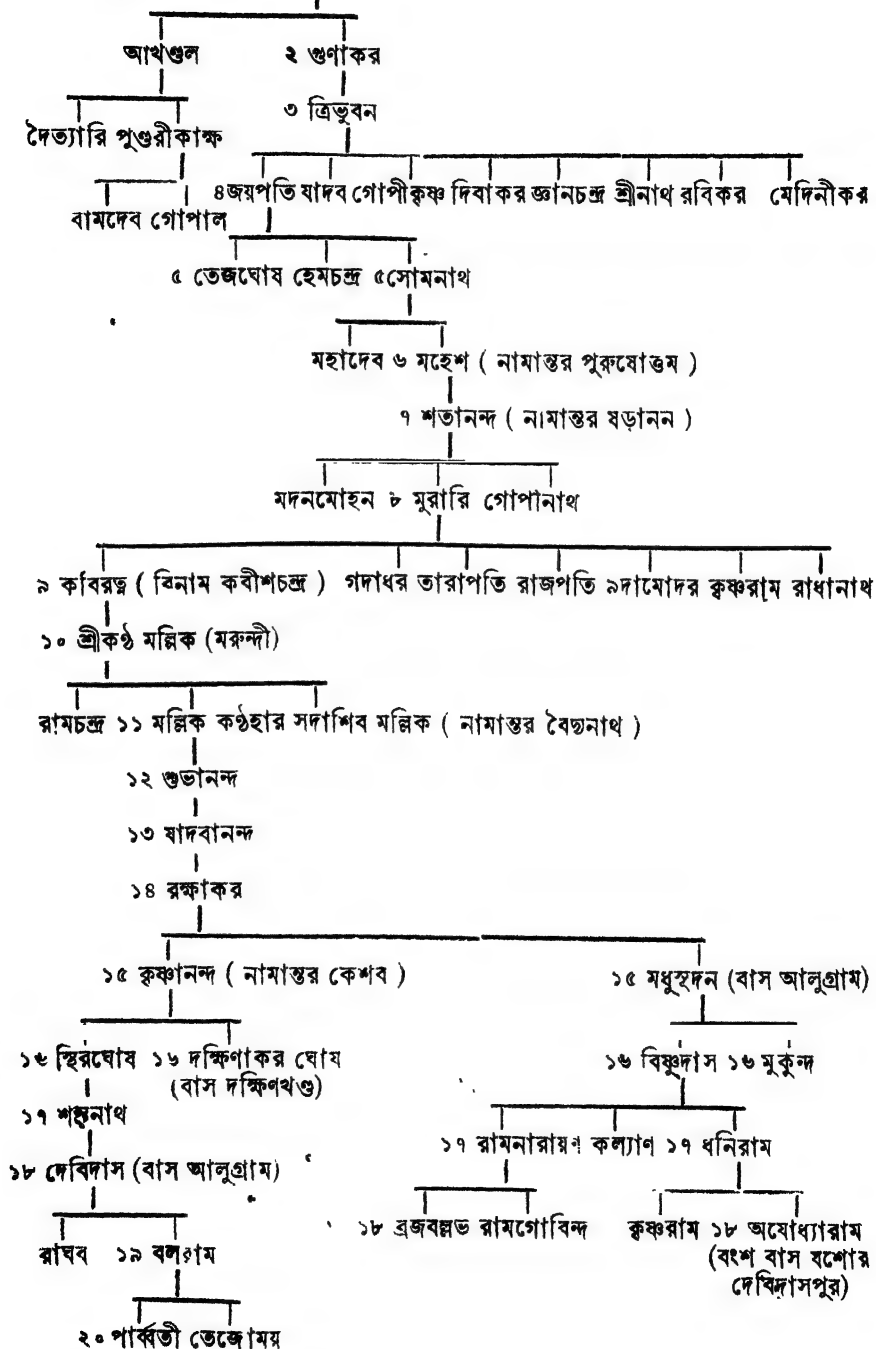 আখণ্ডল ২ গুণাকর
৩ ত্রিভুবন
দৈত্যারি পুণ্ডরীকাক্ষ
৪জয়পতি যাদব গোপীকৃষ্ণ দিবাকর জ্ঞানচন্দ্র শ্রীনাথ রবিকর মেদিনীকর
বামদেব গোপাল
৫ তেজঘোষ হেমচন্দ্র ৫সোমনাথ
মহাদেব ৬ মহেশ ( নামান্তর পুরুষোত্তম )
৭ শতানন্দ ( নামান্তর ষড়ানন )
মদনমোহন ৮ মুরারি গোপীনাথ
৯ কবিরত্ন ( বিনাম কবীশচন্দ্র ) গদাধর তারাপতি রাজপতি ৯দামোদর কৃষ্ণরাম রাধানাথ
১০ শ্রীকণ্ঠ মল্লিক (মরুন্দী)
রামচন্দ্র ১১ মল্লিক কণ্ঠহার সদাশিব মল্লিক ( নামান্তর বৈদ্যনাথ )
১২ শুভানন্দ
১৩ যাদবানন্দ
১৪ রক্ষাকর
১৫ কৃষ্ণানন্দ ( নামান্তর কেশব ) ১৫ মধুসূদন (বাস আলুগ্রাম)
১৬ স্থিরঘোষ ১৬ দক্ষিণাকর ঘোষ ১৬ বিষ্ণুদাস ১৬ মুকুন্দ
(বাস দক্ষিণখণ্ড)
১৭ শম্ভুনাথ
১৭ রামনারায়ণ কল্যাণ ১৭ ধনিরাম
১৮ দেবিদাস (বাস আলুগ্রাম)
১৮ ব্রজবল্লভ রামগোবিন্দ কৃষ্ণরাম ১৮ অযোধ্যারাম
রাঘব ১৯ বলরাম (বংশ বাস যশোর
দেবিদাসপুর)
২০ পার্ব্বতী তেজোময়